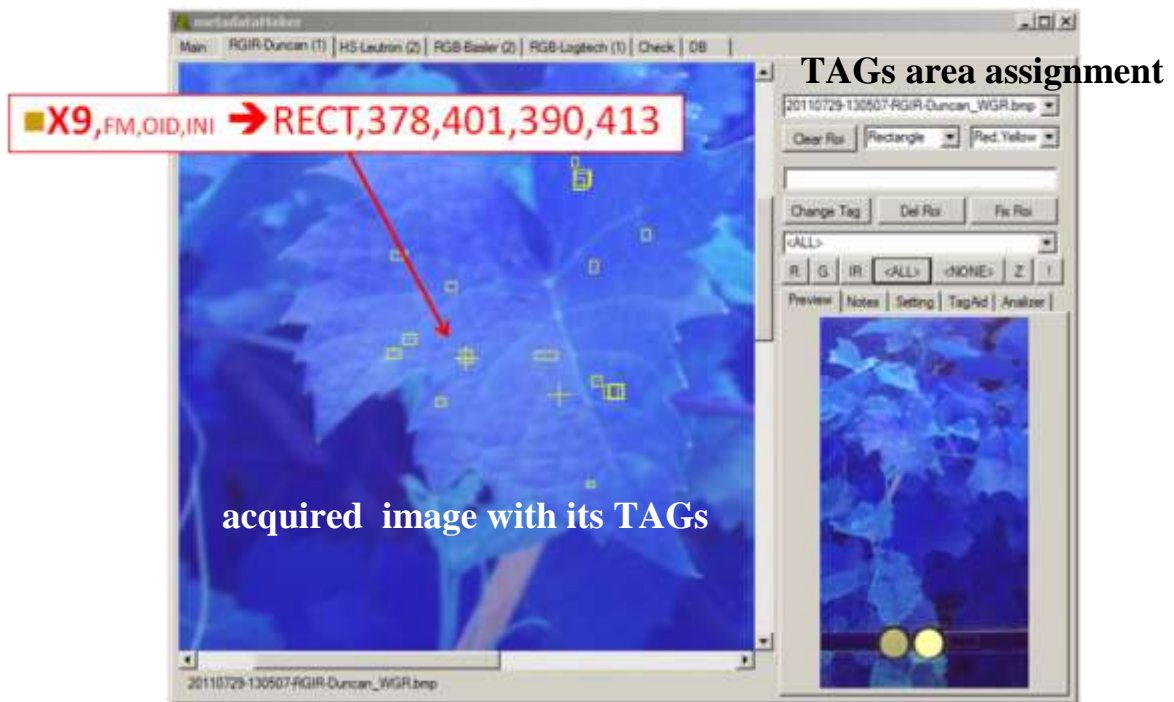 metadataMaker
Main RGIR-Duncan (1) HS-Leutron (2) RGB-Basler (2) RGB-Logitech (1) Check DB
TAGs area assignment
■X9,FM,OID,INI ➔ RECT,378,401,390,413
20110729-130507-RGIR-Duncan_WGR.bmp
Clear Roi Rectangle Red,Yellow
Change Tag Del Roi Fix Roi
<ALL>
R G IR <ALL> <NONE> Z !
Preview Notes Setting TagAid Analizer
acquired image with its TAGs
20110729-130507-RGIR-Duncan_WGR.bmp